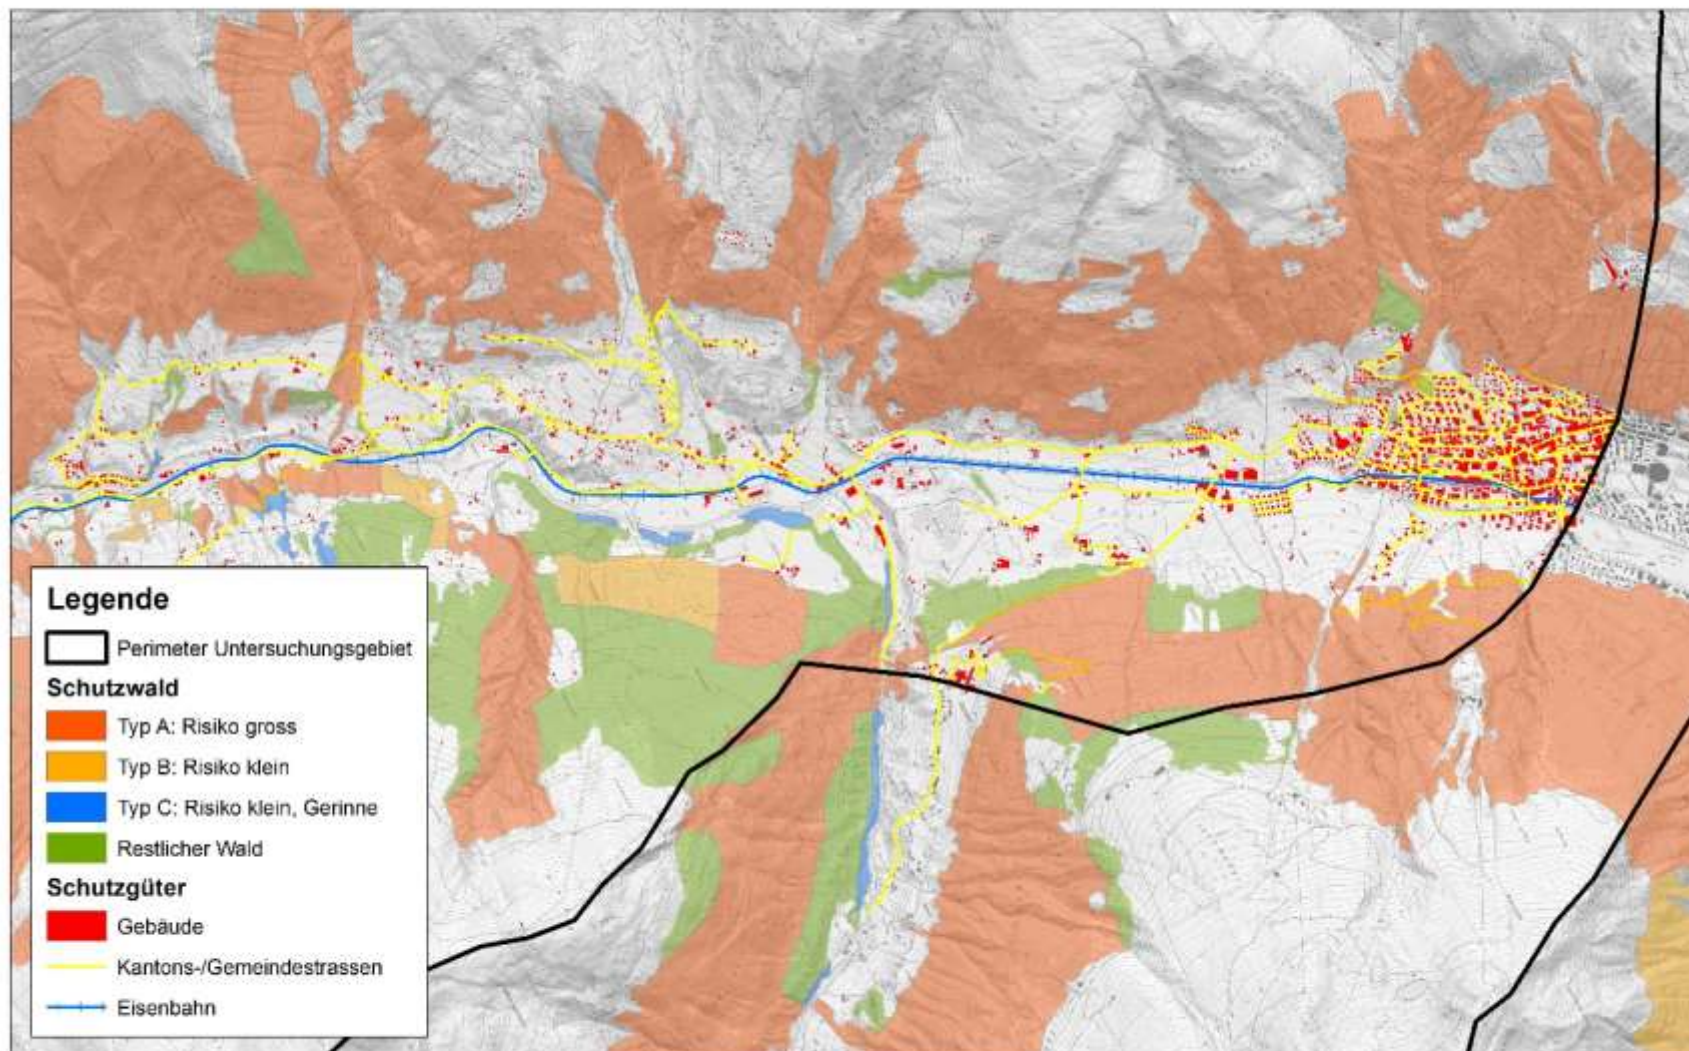 Legende
Perimeter Untersuchungsgebiet
Schutzwald
Typ A: Risiko gross
Typ B: Risiko klein
Typ C: Risiko klein, Gerinne
Restlicher Wald
Schutzgüter
Gebäude
Kantons-/Gemeindestrassen
Eisenbahn